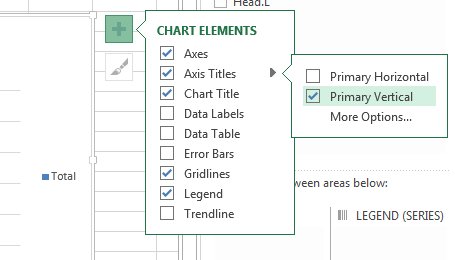 Head.L
CHART ELEMENTS
Axes
Axis Titles
Chart Title
Data Labels
Data Table
Error Bars
Gridlines
Legend
Trendline
Primary Horizontal
Primary Vertical
More Options...
Total
ween areas below:
LEGEND (SERIES)